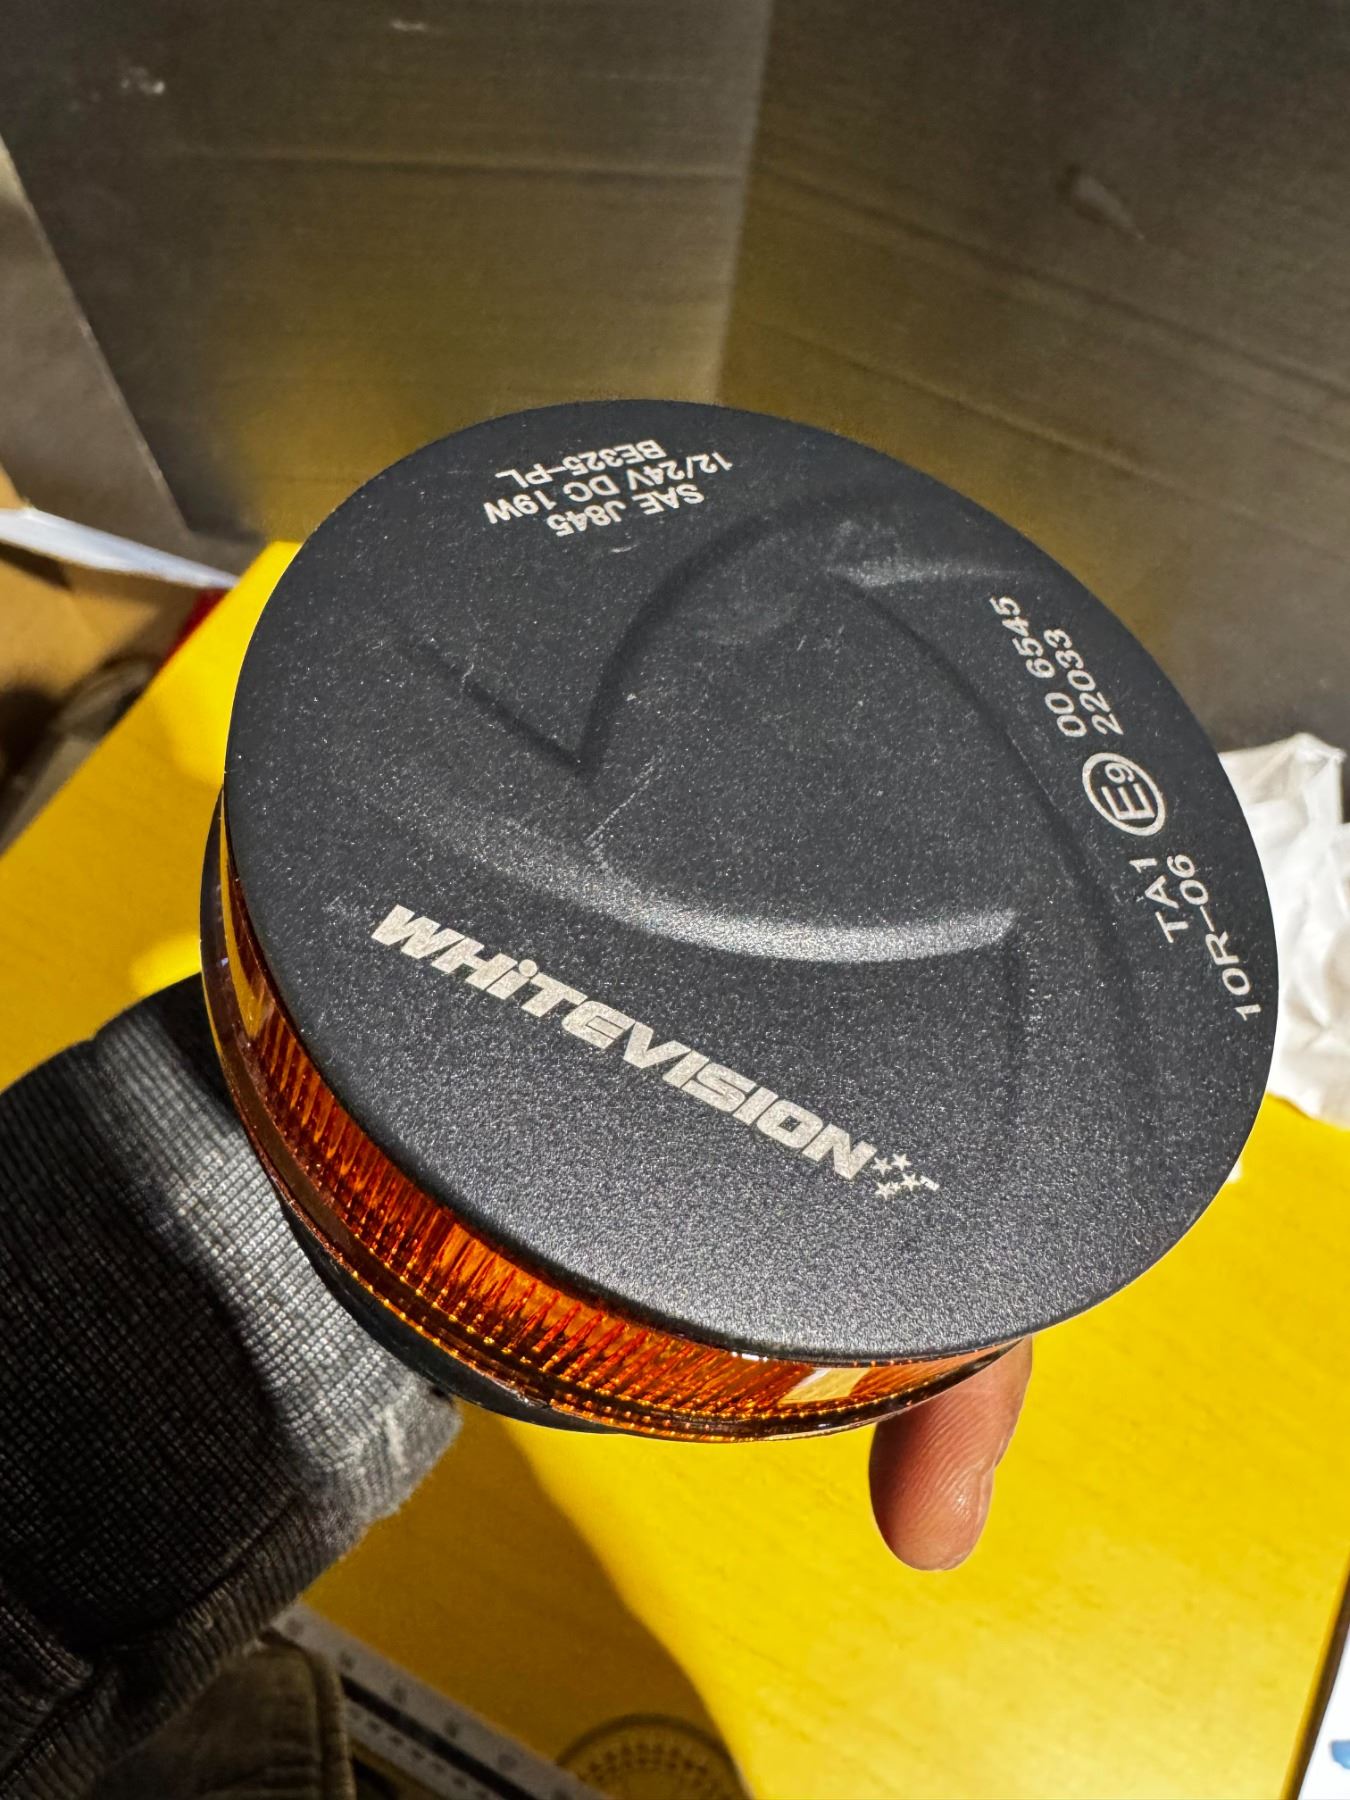 SAE J845
12/24V DC 19W
BE325-PL
TA1 E9 00 6545
10R-06 22033
WHITEVISION